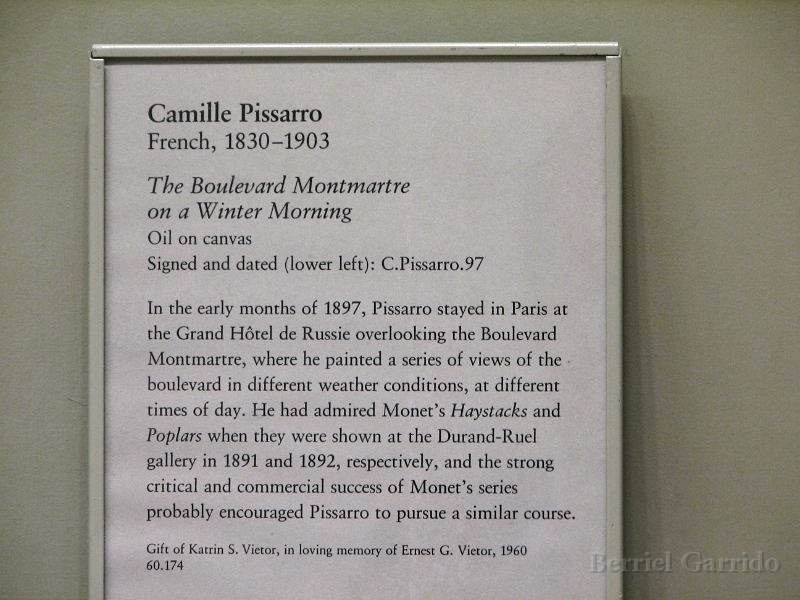 Camille Pissarro
French, 1830–1903
The Boulevard Montmartre
on a Winter Morning
Oil on canvas
Signed and dated (lower left): C.Pissarro.97
In the early months of 1897, Pissarro stayed in Paris at
the Grand Hôtel de Russie overlooking the Boulevard
Montmartre, where he painted a series of views of the
boulevard in different weather conditions, at different
times of day. He had admired Monet's Haystacks and
Poplars when they were shown at the Durand-Ruel
gallery in 1891 and 1892, respectively, and the strong
critical and commercial success of Monet's series
probably encouraged Pissarro to pursue a similar course.
Gift of Katrin S. Vietor, in loving memory of Ernest G. Vietor, 1960
60.174
Berriel Garrido